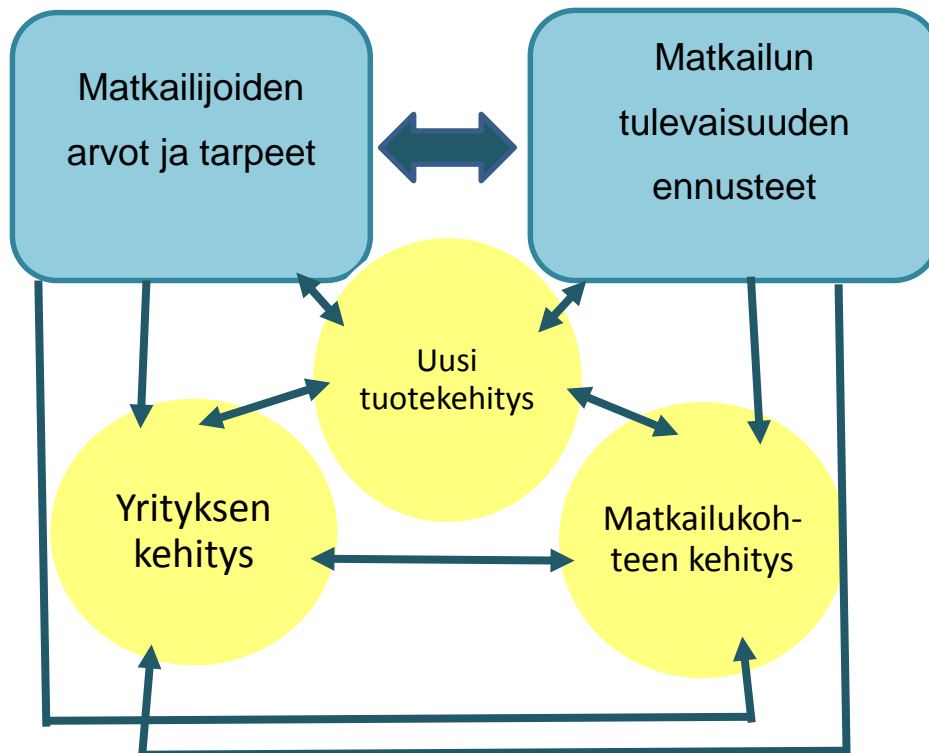 Matkailijoiden
arvot ja tarpeet
Matkailun
tulevaisuuden
ennusteet
Uusi
tuotekehitys
Yrityksen
kehitys
Matkailukoh-
teen kehitys